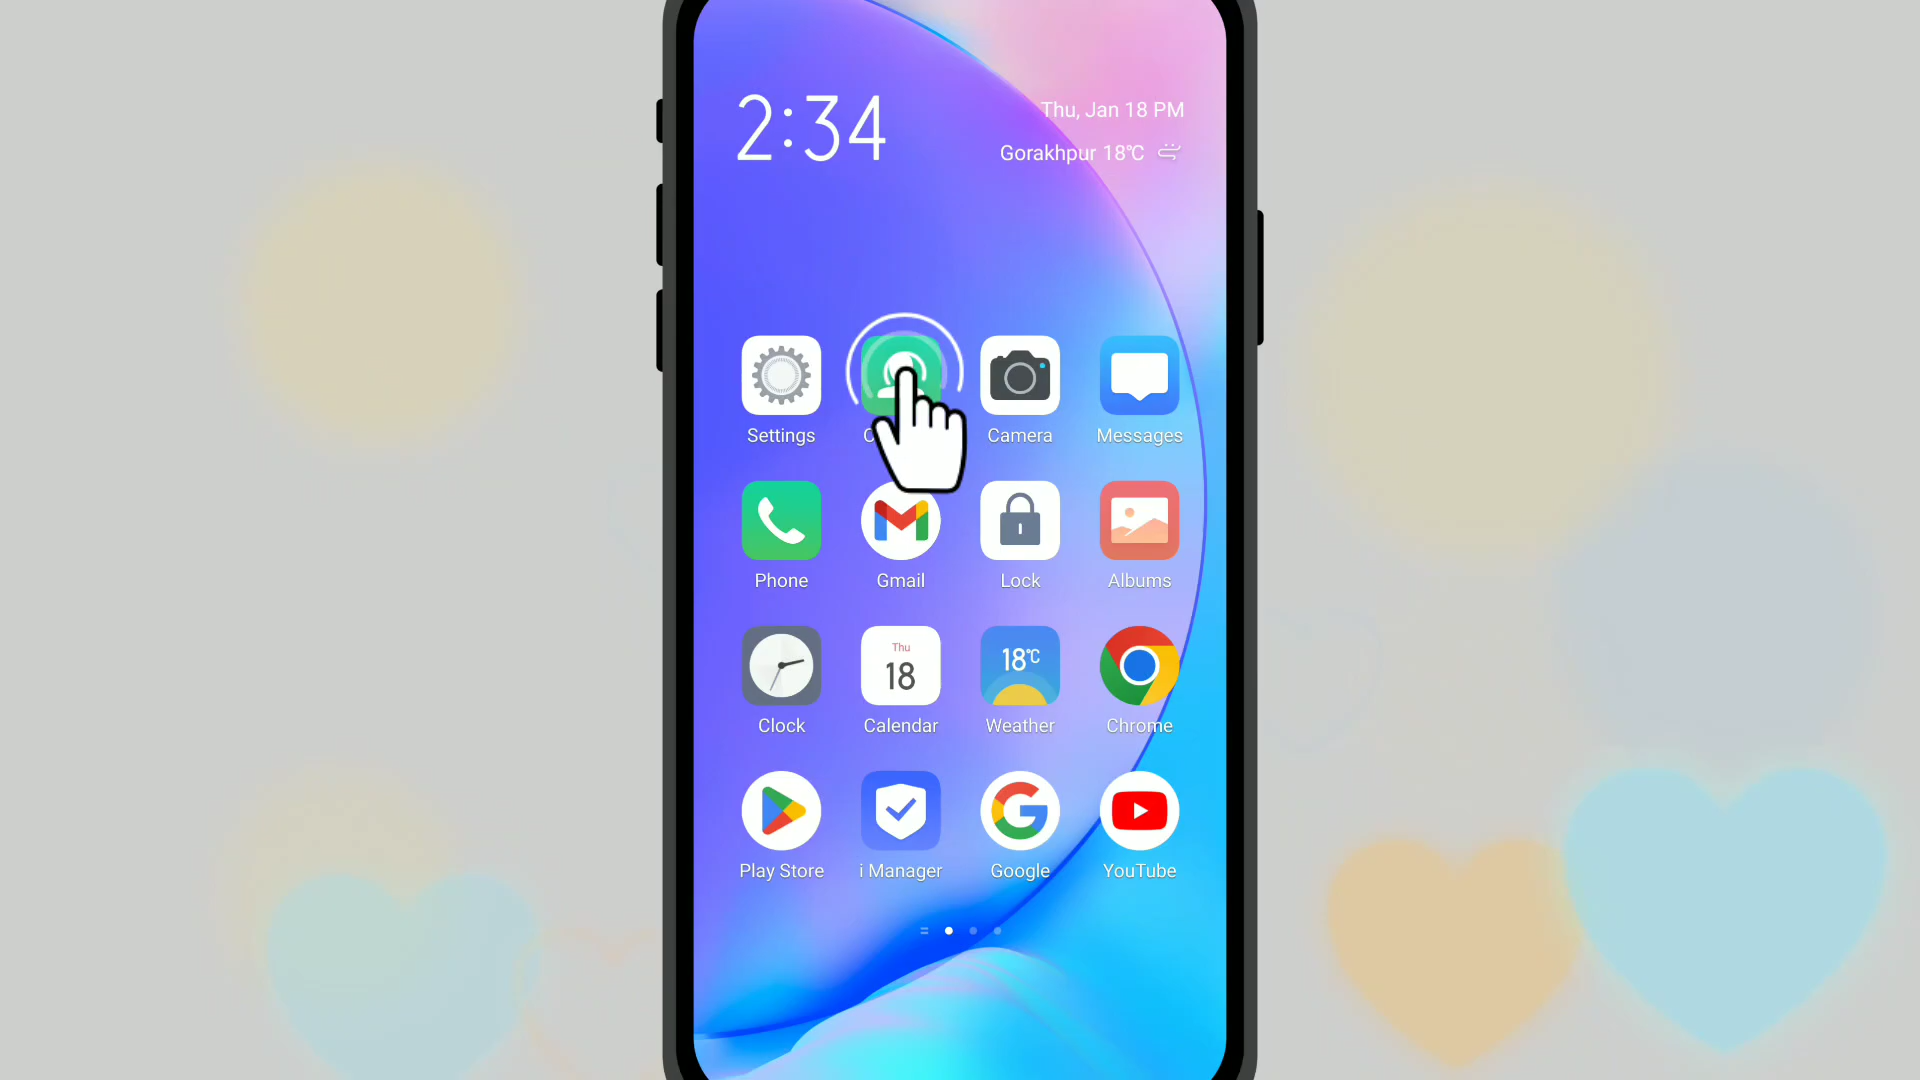 2:34
Thu, Jan 18 PM
Gorakhpur 18℃
Settings
Camera
Messages
Phone
Gmail
Lock
Albums
Thu
18
18℃
Clock
Calendar
Weather
Chrome
Play Store
i Manager
Google
YouTube